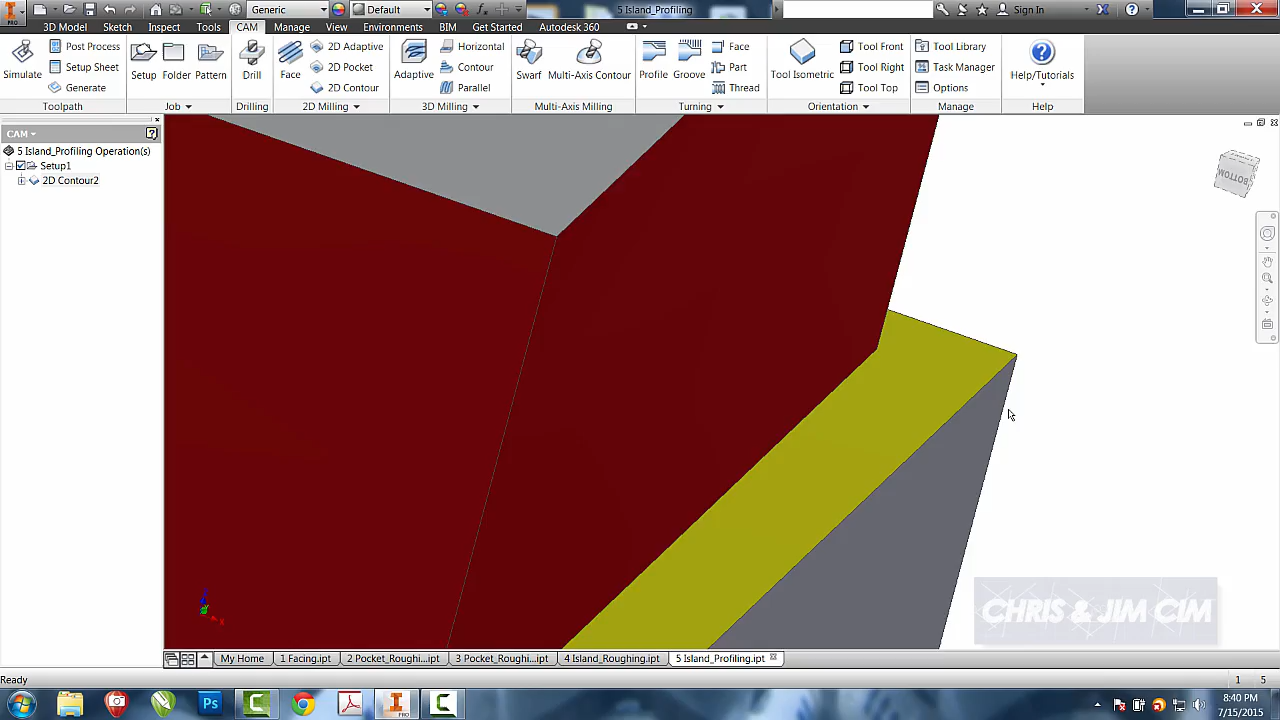 Generic
Default
5 Island_Profiling
Sign In
PRO
3D Model
Sketch
Inspect
Tools
CAM
Manage
View
Environments
BIM
Get Started
Autodesk 360
Simulate
Post Process
Setup Sheet
Generate
Toolpath
Setup
Folder
Job
Drill
Drilling
Face
2D Adaptive
2D Pocket
2D Contour
2D Milling
Adaptive
Horizontal
Contour
Parallel
3D Milling
Swarf
Multi-Axis Contour
Multi-Axis Milling
Profile
Groove
Face
Part
Thread
Turning
Tool Isometric
Tool Front
Tool Right
Tool Top
Orientation
Tool Library
Task Manager
Options
Manage
Help/Tutorials
Help
CAM
5 Island_Profiling Operation(s)
Setup1
2D Contour2
BOTTOM
z
x
CHRIS & JIM CIM
My Home
1 Facing.ipt
2 Pocket_Roughi...ipt
3 Pocket_Roughi...ipt
4 Island_Roughing.ipt
5 Island_Profiling.ipt
Ready
1
5
Ps
PRO
8:40 PM
7/15/2015